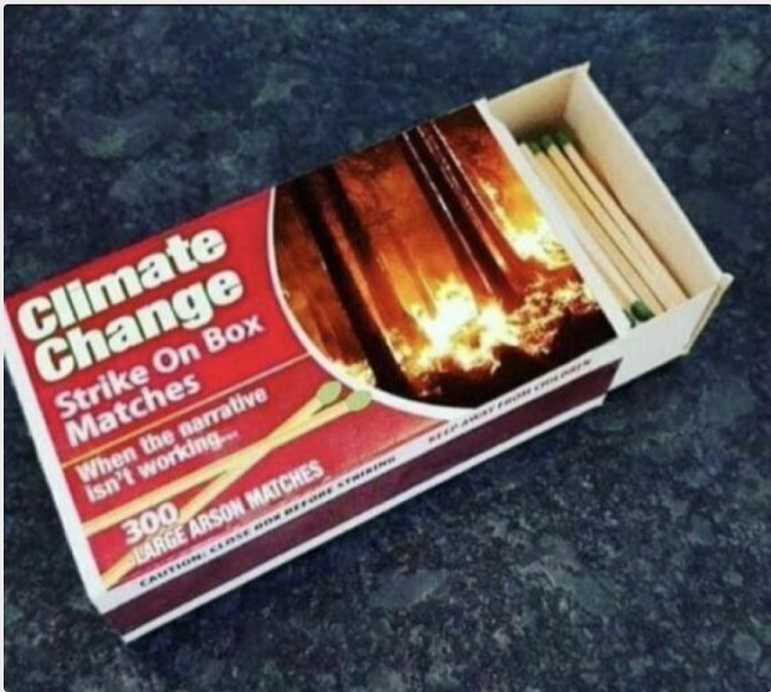 Climate
Change
Strike On Box
Matches
When the narrative
isn't working...
300
LARGE ARSON MATCHES
CAUTION: CLOSE BOX BEFORE STRIKING
KEEP AWAY FROM CHILDREN